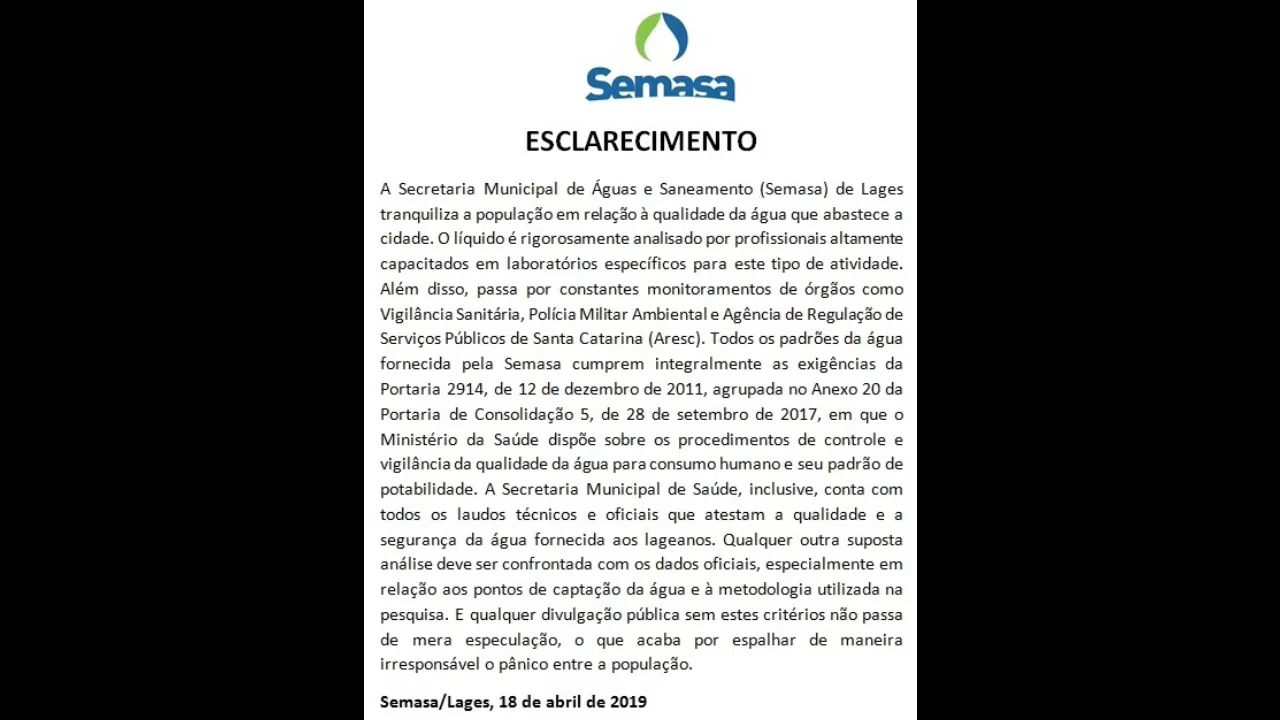 Semasa
ESCLARECIMENTO
A Secretaria Municipal de Águas e Saneamento (Semasa) de Lages
tranquiliza a população em relação à qualidade da água que abastece a
cidade. O líquido é rigorosamente analisado por profissionais altamente
capacitados em laboratórios específicos para este tipo de atividade.
Além disso, passa por constantes monitoramentos de órgãos como
Vigilância Sanitária, Polícia Militar Ambiental e Agência de Regulação de
Serviços Públicos de Santa Catarina (Aresc). Todos os padrões da água
fornecida pela Semasa cumprem integralmente as exigências da
Portaria 2914, de 12 de dezembro de 2011, agrupada no Anexo 20 da
Portaria de Consolidação 5, de 28 de setembro de 2017, em que o
Ministério da Saúde dispõe sobre os procedimentos de controle e
vigilância da qualidade da água para consumo humano e seu padrão de
potabilidade. A Secretaria Municipal de Saúde, inclusive, conta com
todos os laudos técnicos e oficiais que atestam a qualidade e a
segurança da água fornecida aos lageanos. Qualquer outra suposta
análise deve ser confrontada com os dados oficiais, especialmente em
relação aos pontos de captação da água e à metodologia utilizada na
pesquisa. E qualquer divulgação pública sem estes critérios não passa
de mera especulação, o que acaba por espalhar de maneira
irresponsável o pânico entre a população.
Semasa/Lages, 18 de abril de 2019